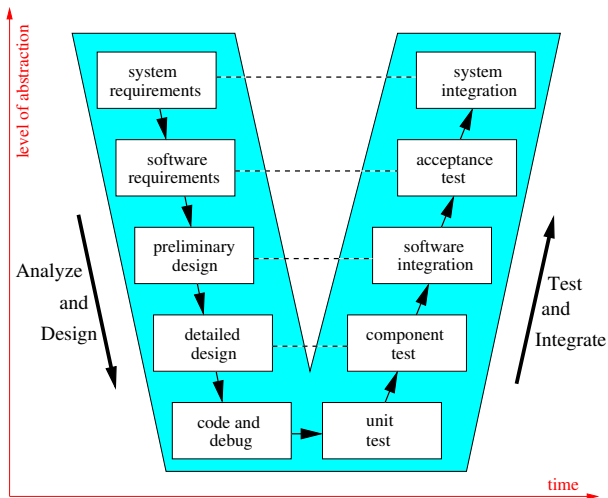 level of abstraction
system
requirements
system
integration
software
requirements
acceptance
test
preliminary
design
software
integration
Analyze
and
Design
Test
and
Integrate
detailed
design
component
test
code and
debug
unit
test
time